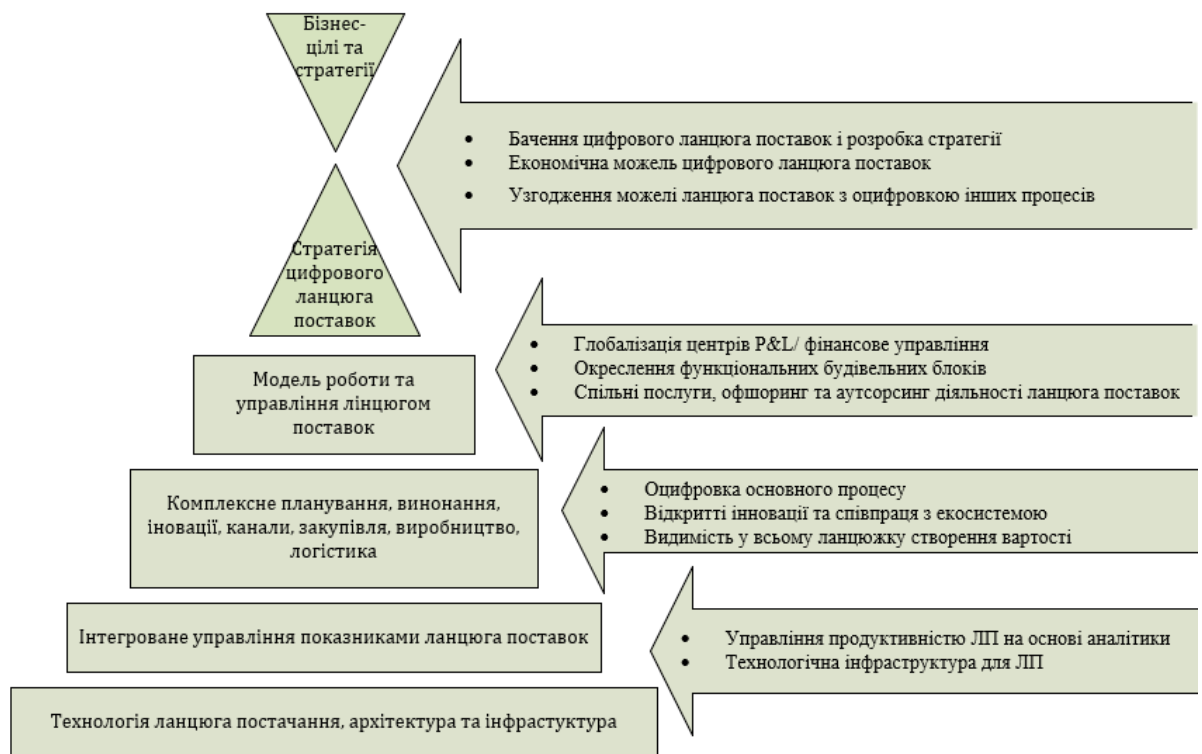 Бізнес-
цілі та
стратегії
• Бачення цифрового ланцюга поставок і розробка стратегії
• Економічна можель цифрового ланцюга поставок
• Узгодження можелі ланцюга поставок з оцифровкою інших процесів
Стратегія
цифрового
ланцюга
поставок
• Глобалізація центрів P&L/ фінансове управління
• Окреслення функціональних будівельних блоків
• Спільні послуги, офшоринг та аутсорсинг діяльності ланцюга поставок
Модель роботи та
управління лінцюгом
поставок
Комплексне планування, винонання,
іновації, канали, закупівля, виробництво,
логістика
• Оцифровка основного процесу
• Відкритті інновації та співпраця з екосистемою
• Видимість у всьому ланцюжку створення вартості
Інтегроване управління показниками ланцюга поставок
• Управління продуктивністю ЛП на основі аналітики
• Технологічна інфраструктура для ЛП
Технологія ланцюга постачання, архітектура та інфрастуктура